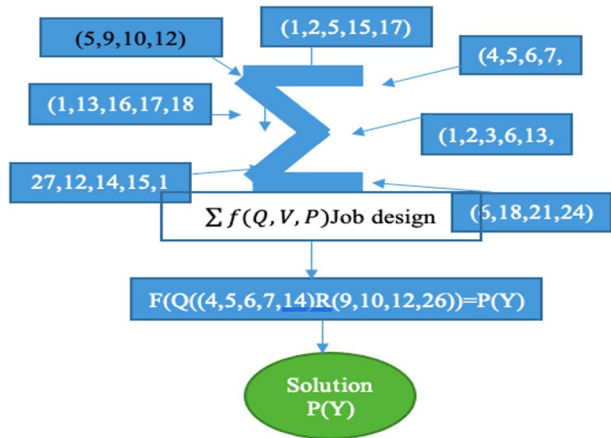 (5,9,10,12)
(1,2,5,15,17)
(4,5,6,7,
(1,13,16,17,18
(1,2,3,6,13,
27,12,14,15,1
(6,18,21,24)
∑ f(Q,V,P)Job design
F(Q((4,5,6,7,14)R(9,10,12,26))=P(Y)
Solution
P(Y)